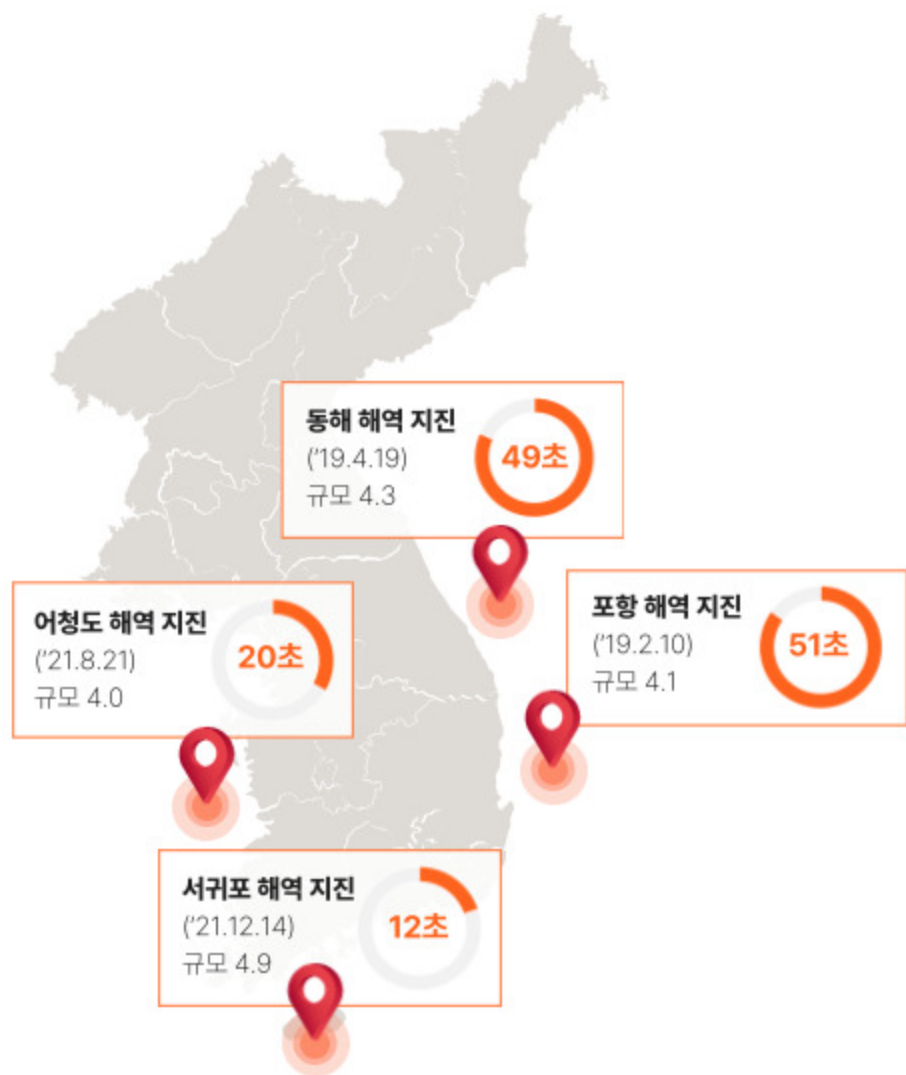 동해 해역 지진
('19.4.19)
규모 4.3
49초
어청도 해역 지진
('21.8.21)
규모 4.0
20초
포항 해역 지진
('19.2.10)
규모 4.1
51초
서귀포 해역 지진
('21.12.14)
규모 4.9
12초